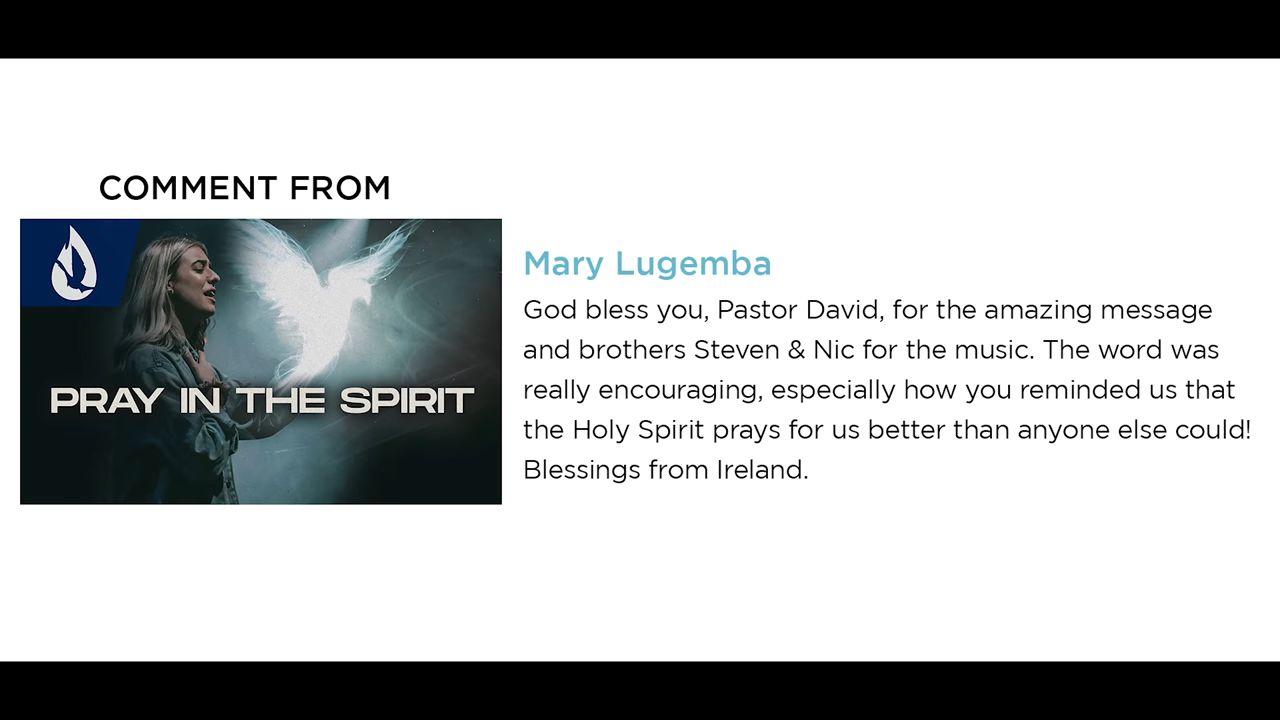 COMMENT FROM
PRAY IN THE SPIRIT
Mary Lugemba
God bless you, Pastor David, for the amazing message
and brothers Steven & Nic for the music. The word was
really encouraging, especially how you reminded us that
the Holy Spirit prays for us better than anyone else could!
Blessings from Ireland.